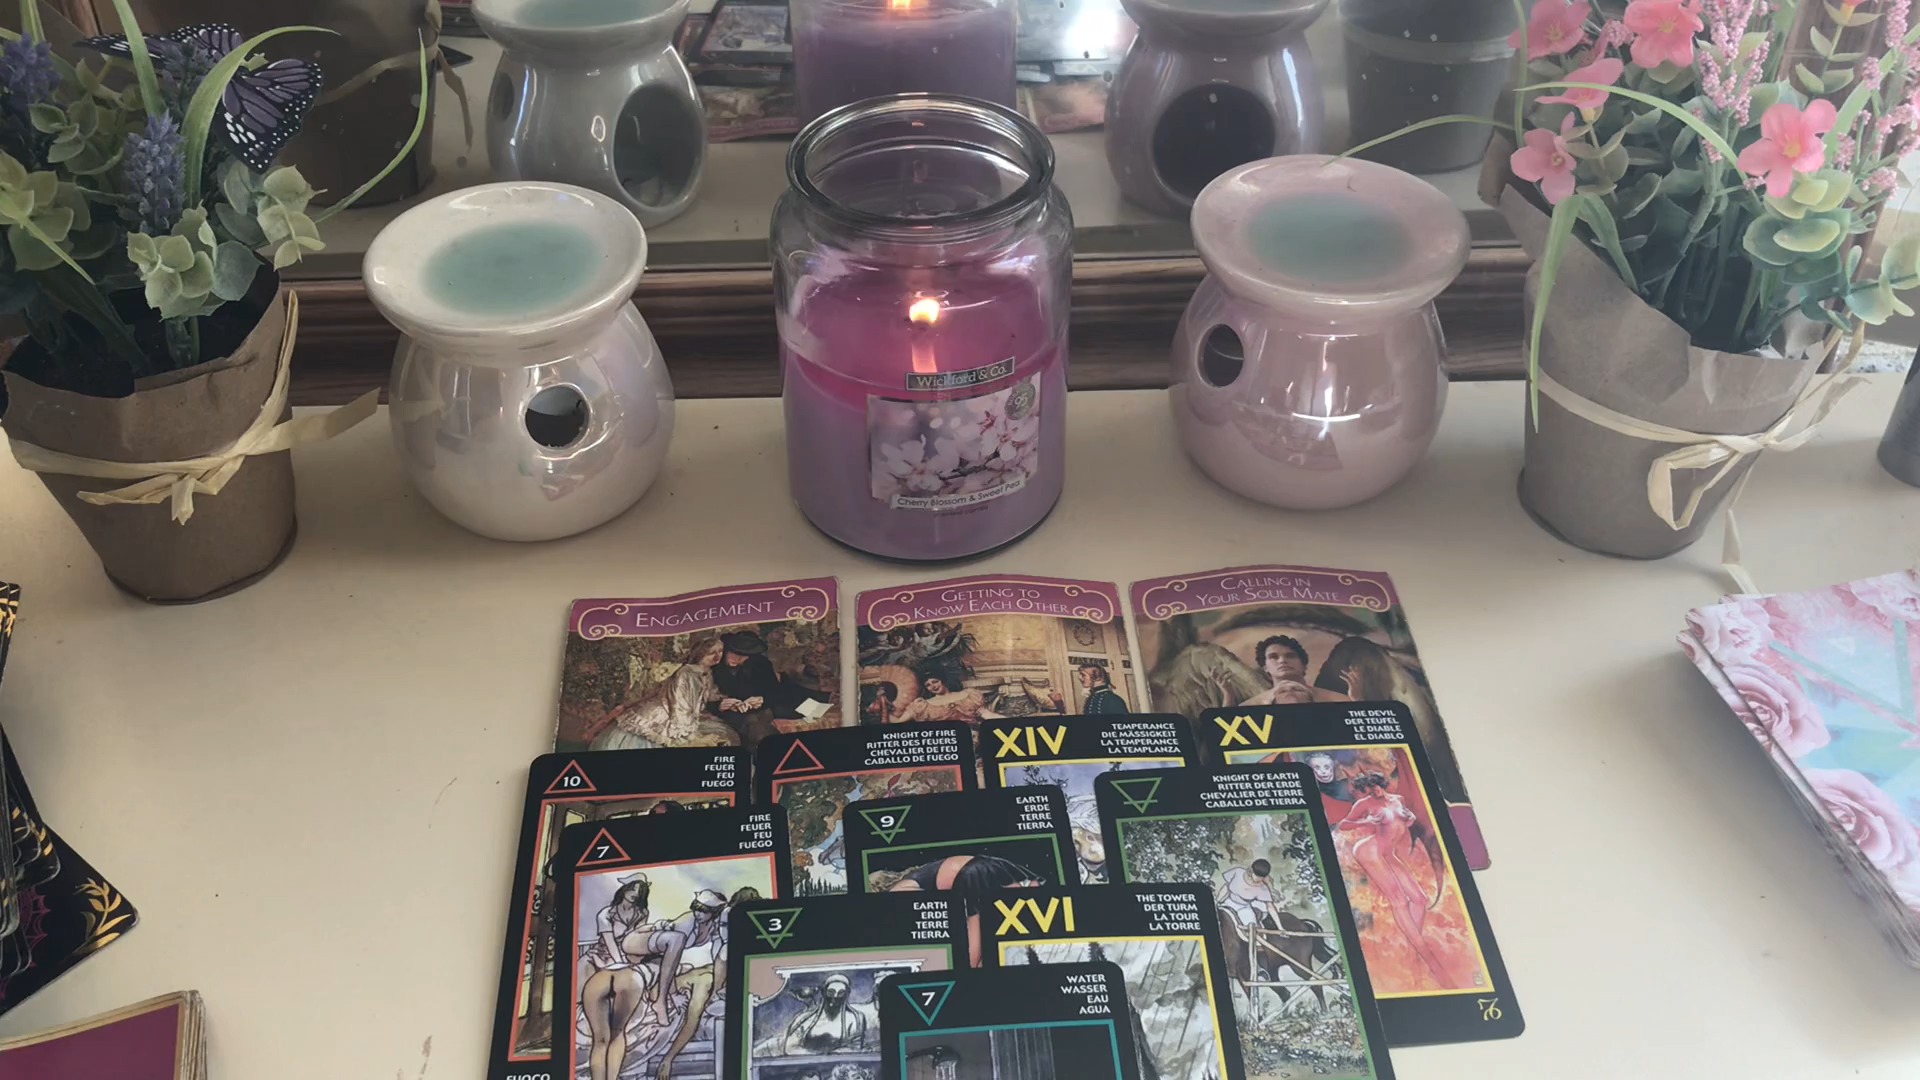 Wickford & Co.
95
Cherry Blossom & Sweet Pea
ENGAGEMENT
GETTING TO
KNOW EACH OTHER
CALLING IN
YOUR SOUL MATE
10
FIRE
FEUER
FEU
FUEGO
KNIGHT OF FIRE
RITTER DES FEUERS
CHEVALIER DE FEU
CABALLO DE FUEGO
XIV
TEMPERANCE
DIE MÄSSIGKEIT
LA TEMPERANCE
LA TEMPLANZA
XV
THE DEVIL
DER TEUFEL
LE DIABLE
EL DIABLO
7
FIRE
FEUER
FEU
FUEGO
9
EARTH
ERDE
TERRE
TIERRA
KNIGHT OF EARTH
RITTER DER ERDE
CHEVALIER DE TERRE
CABALLO DE TIERRA
3
EARTH
ERDE
TERRE
TIERRA
XVI
THE TOWER
DER TURM
LA TOUR
LA TORRE
7
WATER
WASSER
EAU
AGUA
FUOCO